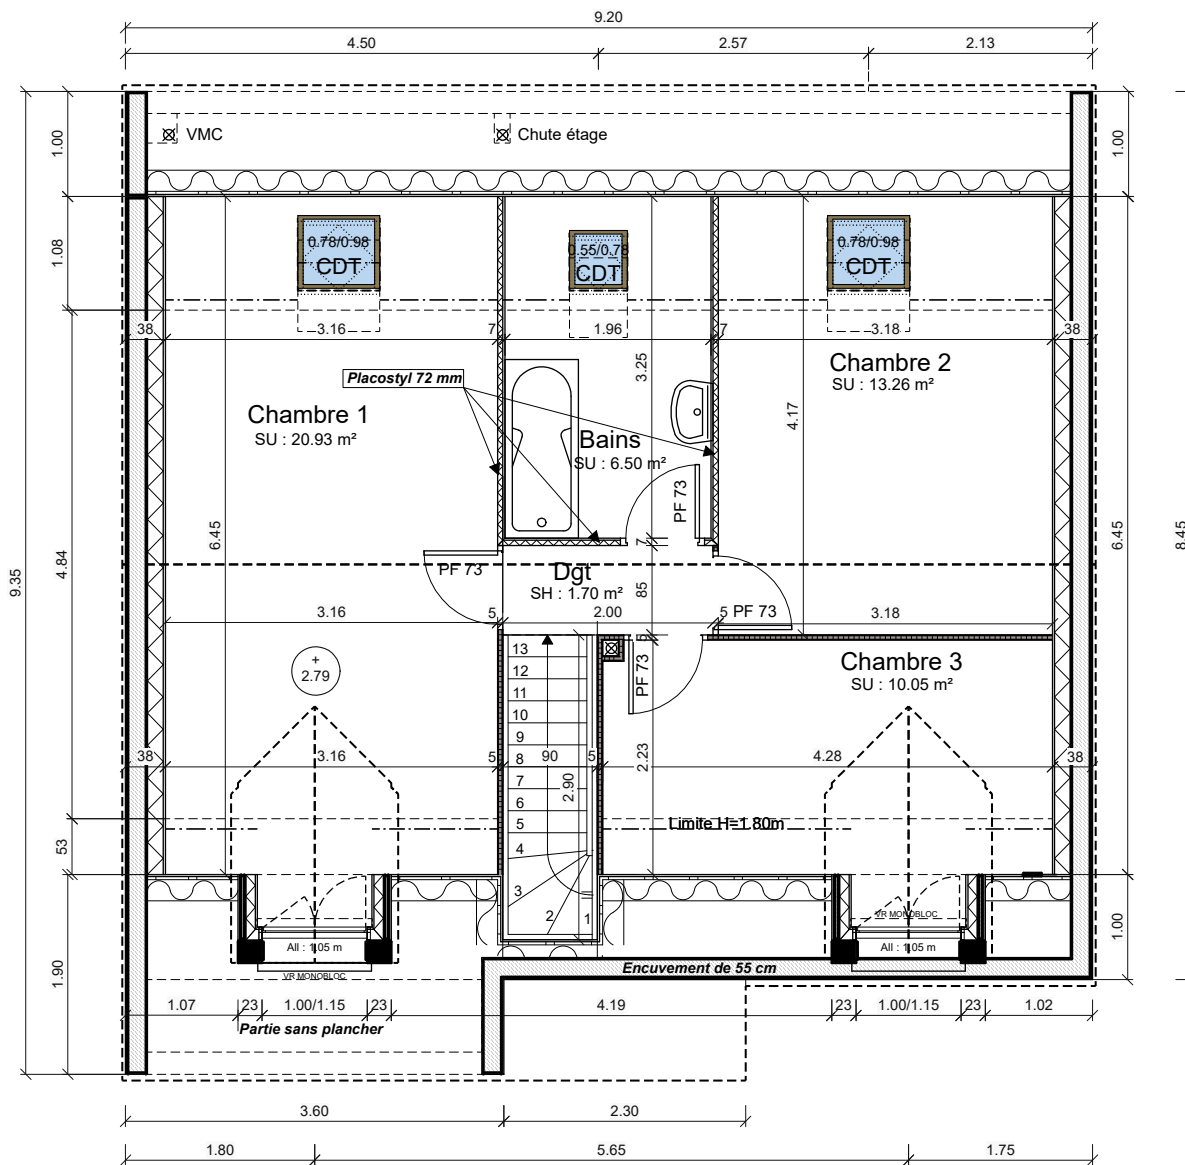 9.20
4.50
2.57
2.13
VMC
Chute étage
1.00
1.00
1.08
0.78/0.98
CDT
0.55/0.78
CDT
0.78/0.98
CDT
38
3.16
7
1.96
7
3.18
38
Placostyl 72 mm
3.25
4.17
Chambre 1
SU : 20.93 m²
Bains
SU : 6.50 m²
Chambre 2
SU : 13.26 m²
PF 73
6.45
4.84
9.35
6.45
8.45
PF 73
Dgt
SH : 1.70 m²
7
85
3.16
5
2.00
5
PF 73
3.18
5
+
2.79
PF 73
Chambre 3
SU : 10.05 m²
13
12
11
10
9
8
7
6
5
4
3
2
1
38
3.16
5
90
5
2.90
2.23
4.28
38
Limite H=1.80m
53
1.90
1.00
All : 1.05 m
VR MONOBLOC
VR MONOBLOC
All : 1.05 m
Encuvement de 55 cm
1.07
23
1.00/1.15
23
4.19
23
1.00/1.15
23
1.02
Partie sans plancher
3.60
2.30
1.80
5.65
1.75